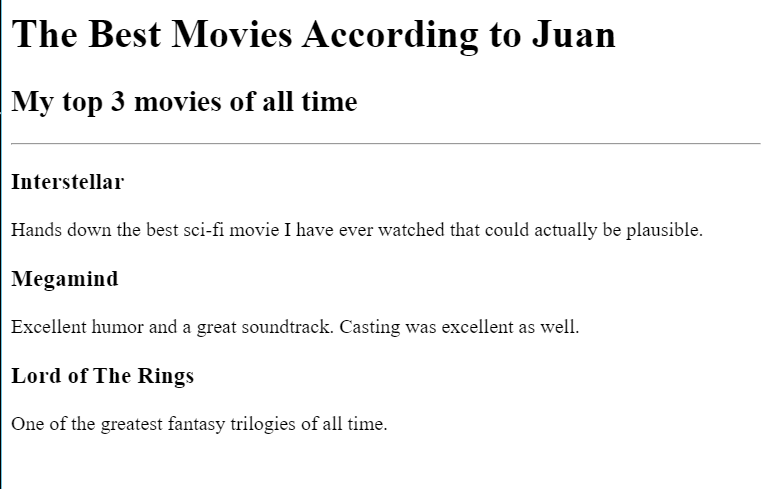 The Best Movies According to Juan
My top 3 movies of all time
Interstellar
Hands down the best sci-fi movie I have ever watched that could actually be plausible.
Megamind
Excellent humor and a great soundtrack. Casting was excellent as well.
Lord of The Rings
One of the greatest fantasy trilogies of all time.